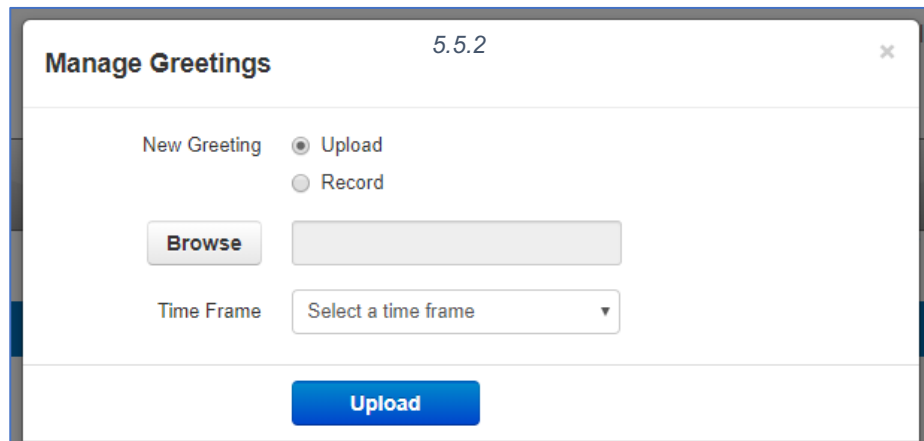 5.5.2
Manage Greetings ×
New Greeting Upload
Record
Browse
Time Frame Select a time frame
Upload